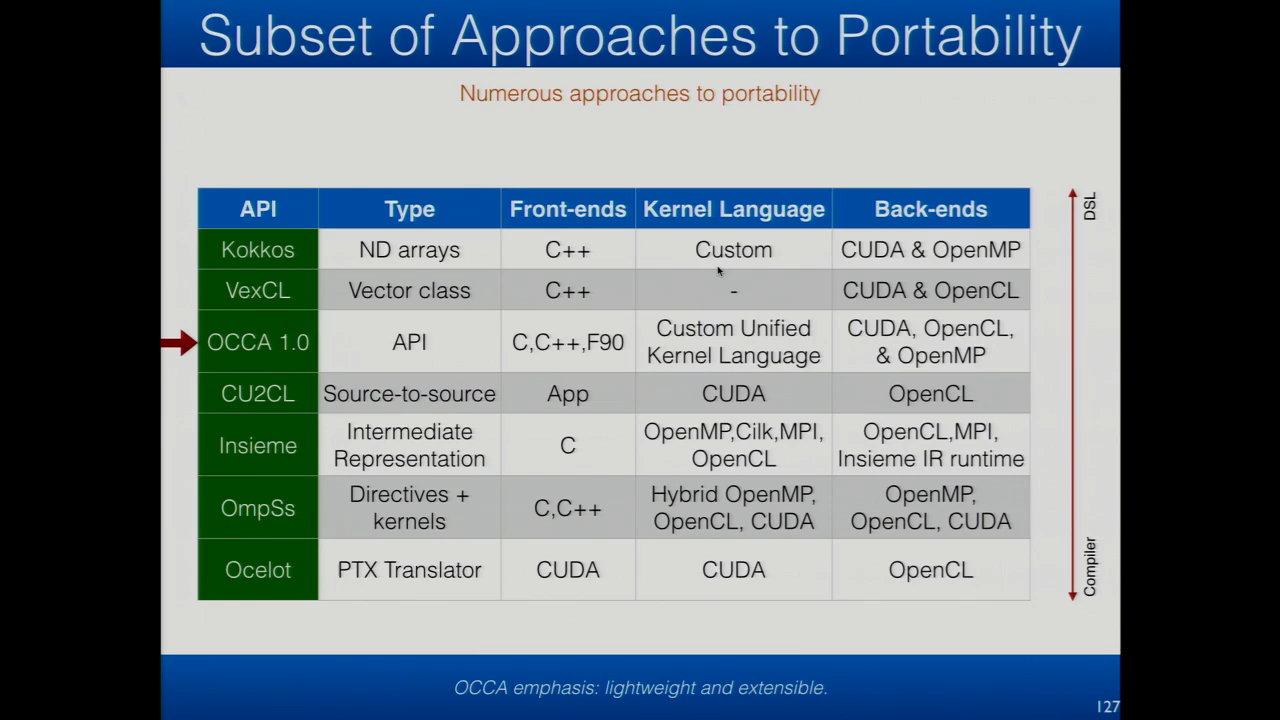 Subset of Approaches to Portability
Numerous approaches to portability
API Type Front-ends Kernel Language Back-ends
Kokkos ND arrays C++ Custom CUDA & OpenMP
VexCL Vector class C++ - CUDA & OpenCL
OCCA 1.0 API C,C++,F90 Custom Unified Kernel Language CUDA, OpenCL, & OpenMP
CU2CL Source-to-source App CUDA OpenCL
Insieme Intermediate Representation C OpenMP,Cilk,MPI, OpenCL OpenCL,MPI, Insieme IR runtime
OmpSs Directives + kernels C,C++ Hybrid OpenMP, OpenCL, CUDA OpenMP, OpenCL, CUDA
Ocelot PTX Translator CUDA CUDA OpenCL
DSL
Compiler
OCCA emphasis: lightweight and extensible.
127